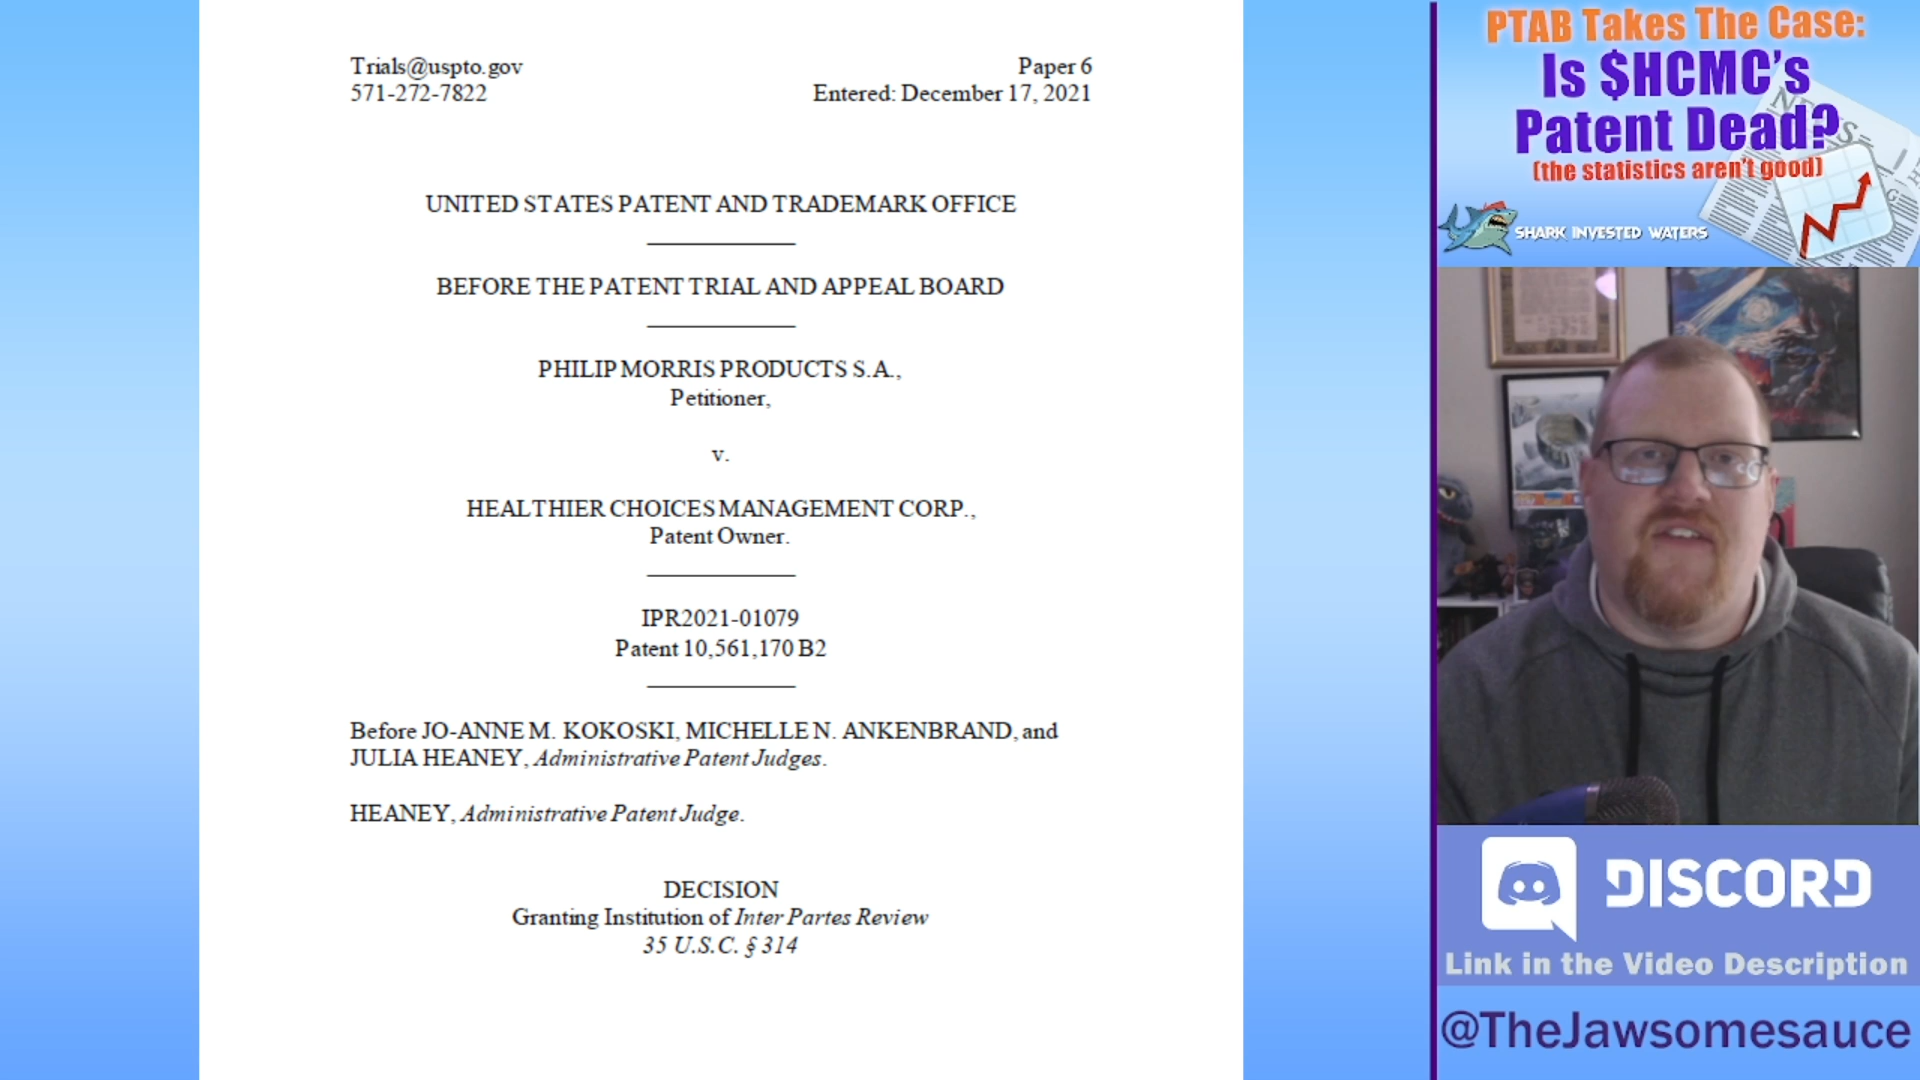 Trials@uspto.gov
571-272-7822
Paper 6
Entered: December 17, 2021
UNITED STATES PATENT AND TRADEMARK OFFICE
BEFORE THE PATENT TRIAL AND APPEAL BOARD
PHILIP MORRIS PRODUCTS S.A.,
Petitioner,
v.
HEALTHIER CHOICES MANAGEMENT CORP.,
Patent Owner.
IPR2021-01079
Patent 10,561,170 B2
Before JO-ANNE M. KOKOSKI, MICHELLE N. ANKENBRAND, and
JULIA HEANEY, Administrative Patent Judges.
HEANEY, Administrative Patent Judge.
DECISION
Granting Institution of Inter Partes Review
35 U.S.C. § 314
PTAB Takes The Case:
Is $HCMC's
Patent Dead?
(the statistics aren't good)
NEWS
SHARK INVESTED WATERS
DISCORD
Link in the Video Description
@TheJawsomesauce